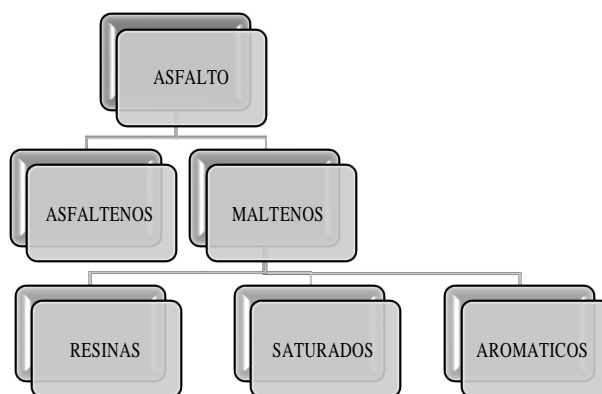 ASFALTO
ASFALTENOS
MALTENOS
RESINAS
SATURADOS
AROMATICOS